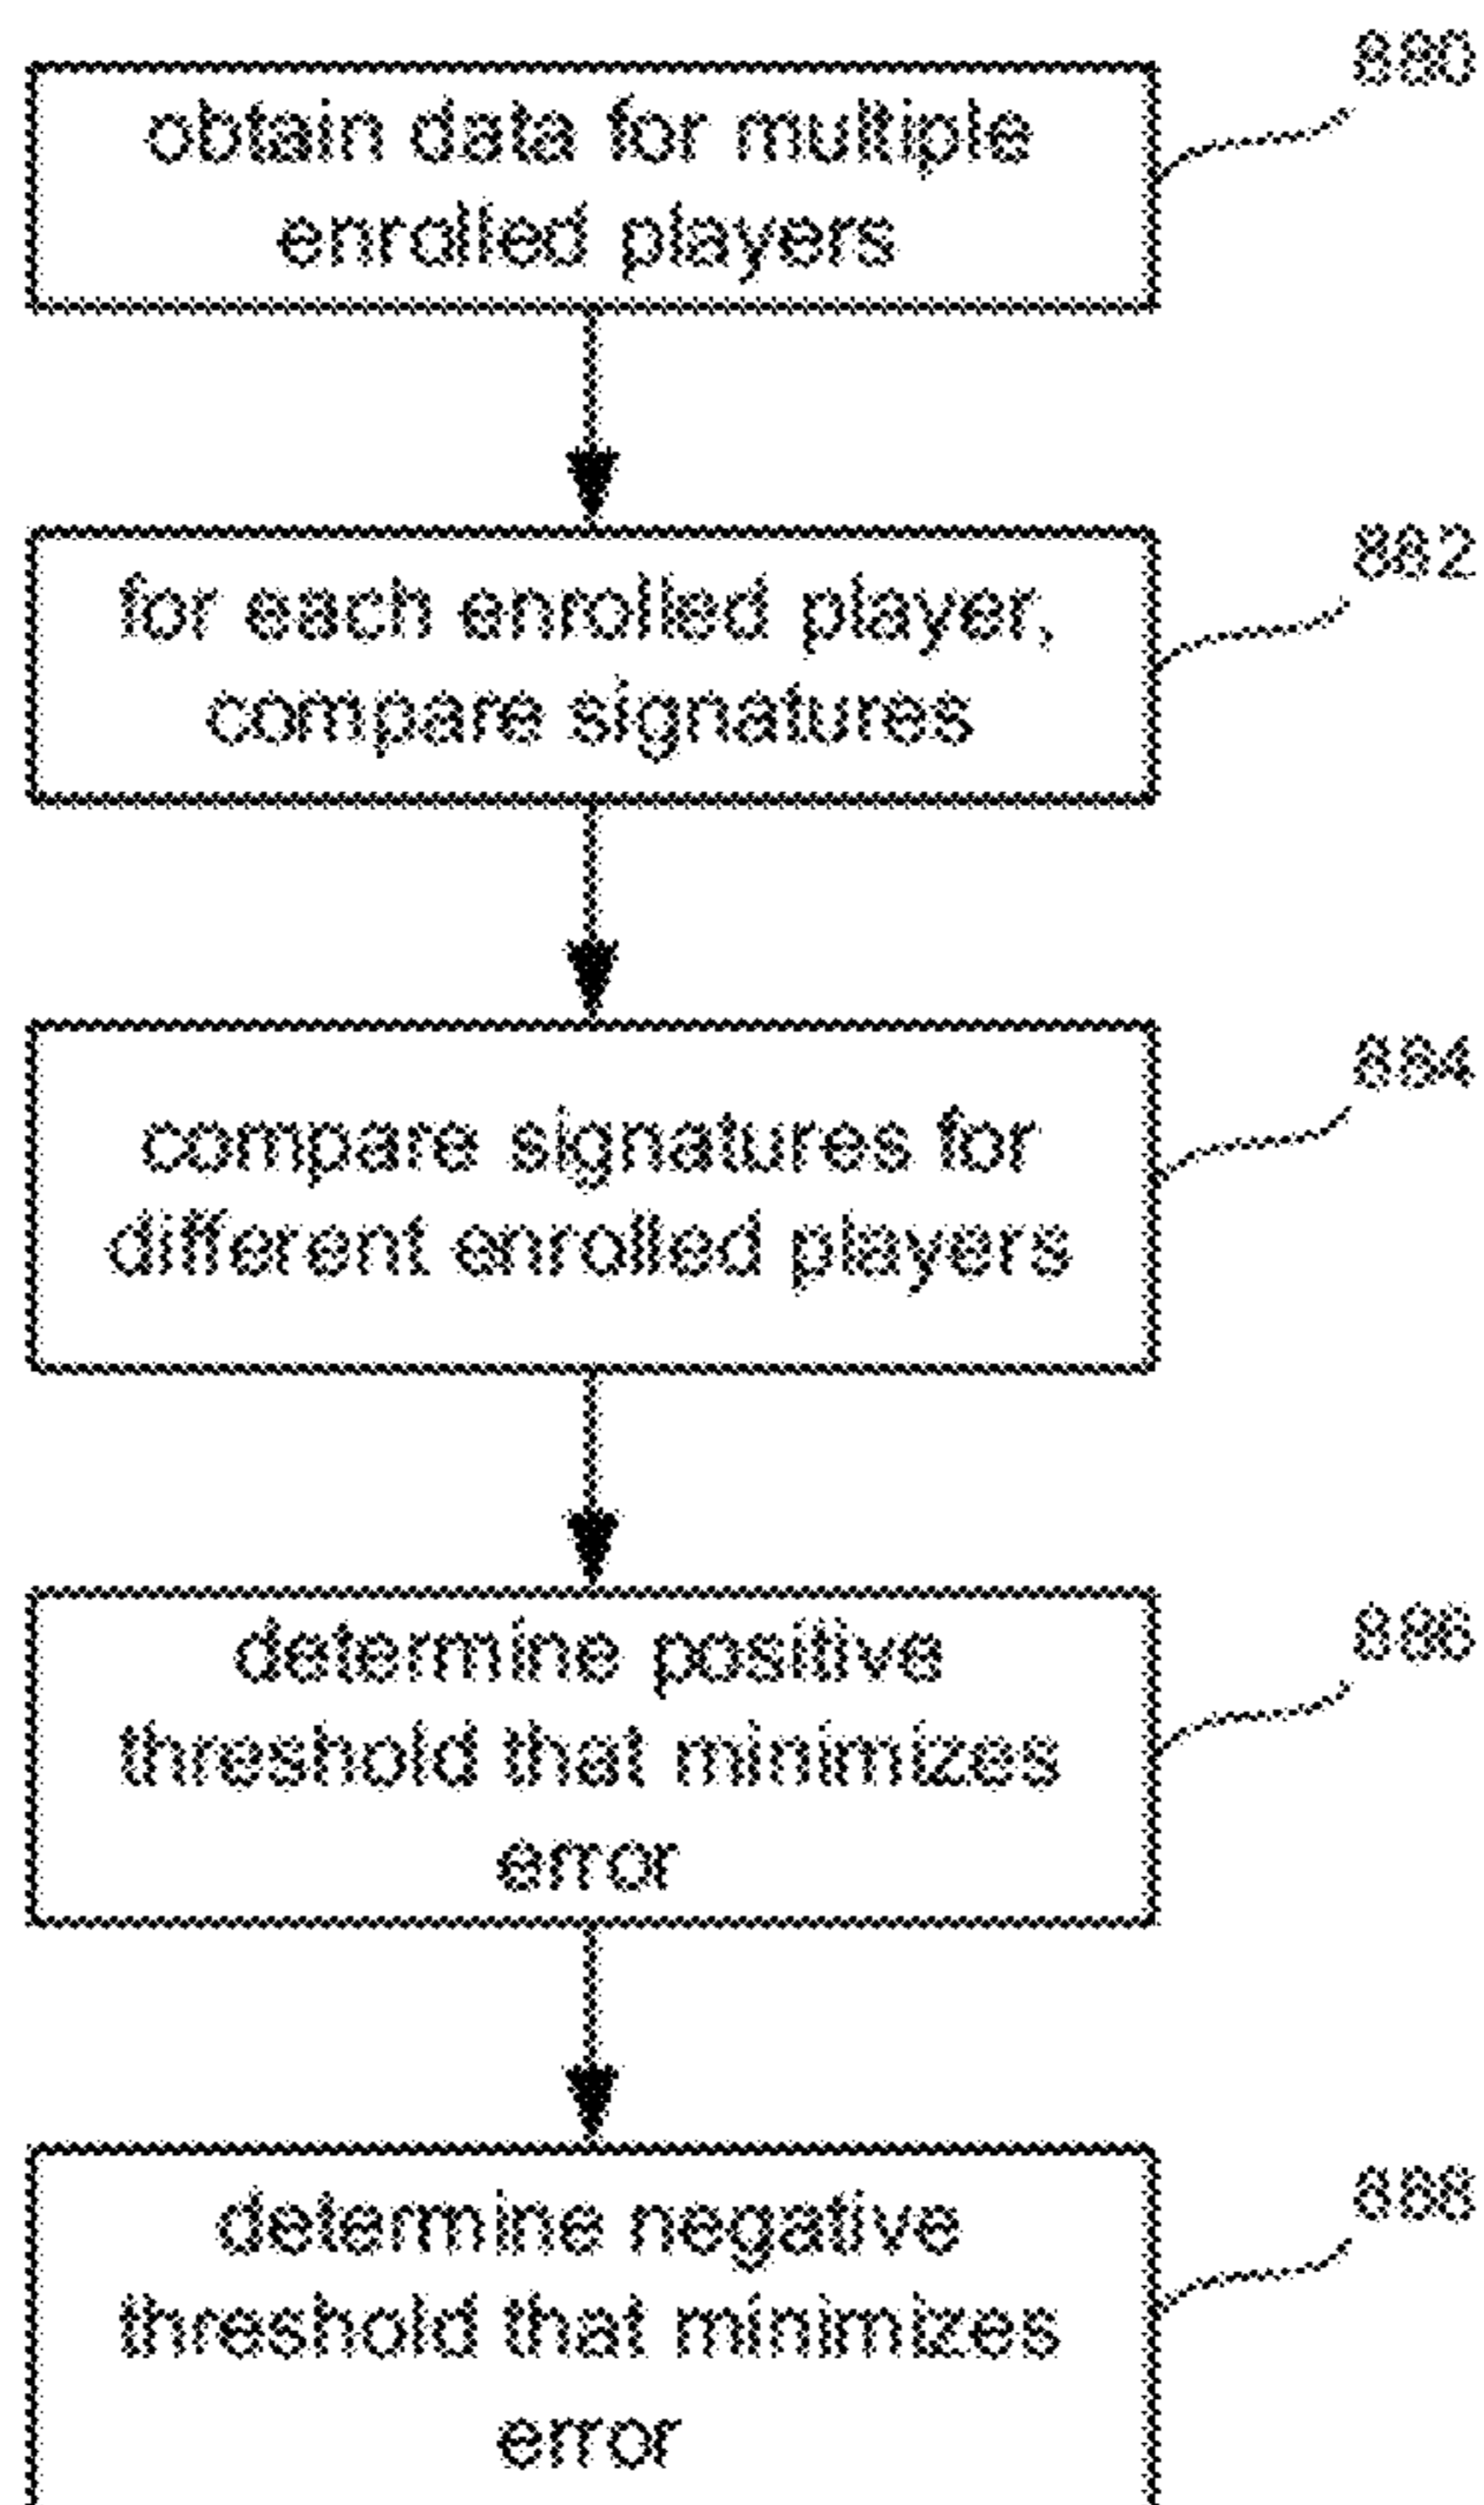 880
obtain data for multiple
enrolled players
882
for each enrolled player,
compare signatures
884
compare signatures for
different enrolled players
886
determine positive
threshold that minimizes
error
888
determine negative
threshold that minimizes
error